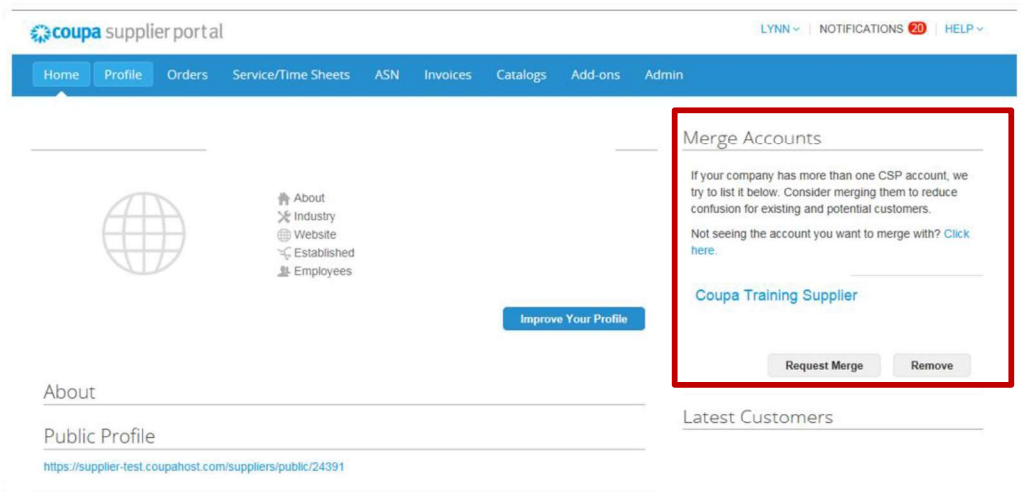 coupa supplier portal
LYNN NOTIFICATIONS 20 HELP
Home Profile Orders Service/Time Sheets ASN Invoices Catalogs Add-ons Admin
About
Industry
Website
Established
Employees
Improve Your Profile
About
Public Profile
https://supplier-test.coupahost.com/suppliers/public/24391
Merge Accounts
If your company has more than one CSP account, we
try to list it below. Consider merging them to reduce
confusion for existing and potential customers.
Not seeing the account you want to merge with? Click
here.
Coupa Training Supplier
Request Merge Remove
Latest Customers